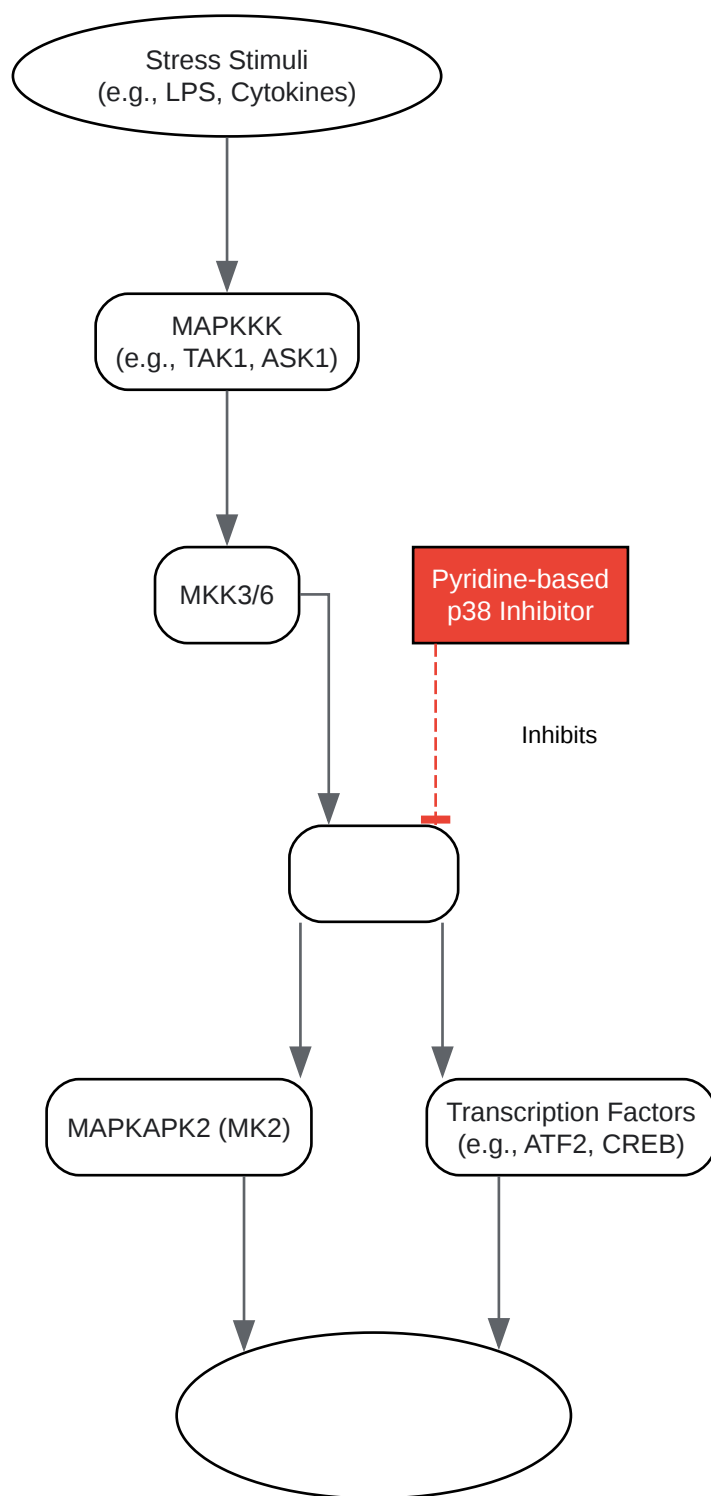 Stress Stimuli
(e.g., LPS, Cytokines)
MAPKKK
(e.g., TAK1, ASK1)
MKK3/6
Pyridine-based
p38 Inhibitor
Inhibits
MAPKAPK2 (MK2)
Transcription Factors
(e.g., ATF2, CREB)